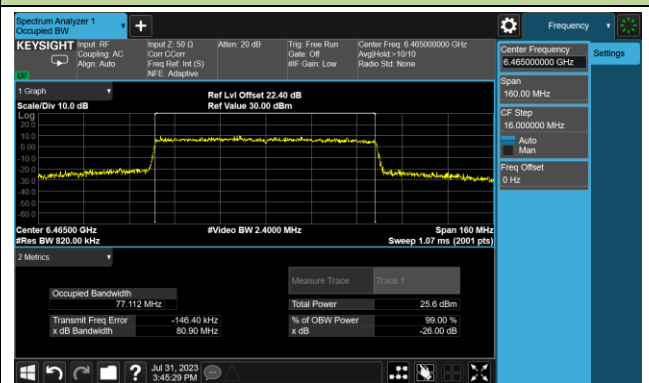 Spectrum Analyzer 1
Occupied BW
Frequency
KEYSIGHT
Input: RF
Coupling: AC
Align: Auto
Input Z: 50 Ω
Corr CCorr
Freq Ref: Int (S)
NFE: Adaptive
Atten: 20 dB
Trig: Free Run
Gate: Off
#IF Gain: Low
Center Freq: 6.465000000 GHz
Avg|Hold:>10/10
Radio Std: None
Center Frequency
6.465000000 GHz
Settings
Span
160.00 MHz
CF Step
16.000000 MHz
Auto
Man
Freq Offset
0 Hz
1 Graph
Scale/Div 10.0 dB
Ref Lvl Offset 22.40 dB
Ref Value 30.00 dBm
Log
20.0
10.0
0.00
-10.0
-20.0
-30.0
-40.0
-50.0
-60.0
Center 6.46500 GHz
#Res BW 820.00 kHz
#Video BW 2.4000 MHz
Span 160 MHz
Sweep 1.07 ms (2001 pts)
2 Metrics
Measure Trace
Trace 1
Occupied Bandwidth
77.112 MHz
Total Power
25.6 dBm
Transmit Freq Error
-146.40 kHz
% of OBW Power
99.00 %
x dB Bandwidth
80.90 MHz
x dB
-26.00 dB
?
Jul 31, 2023
3:45:29 PM